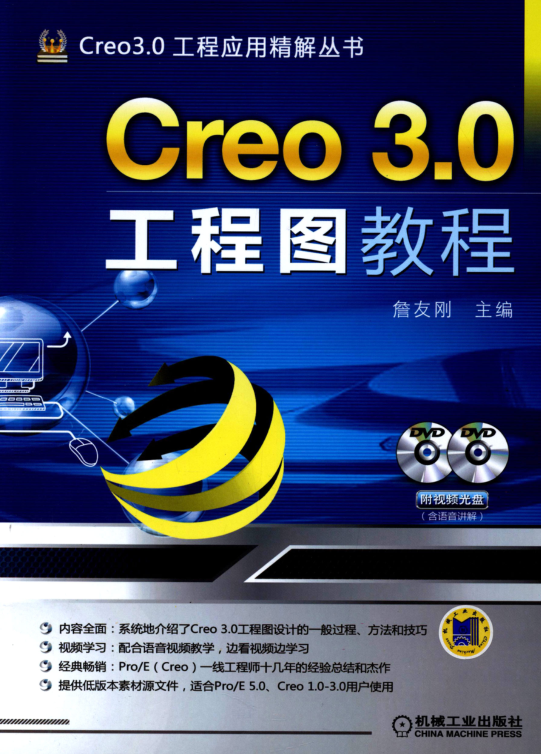 Creo3.0 工程应用精解丛书
Creo 3.0
工程图教程
詹友刚 主编
DVD DVD
附视频光盘
（含语音讲解）
内容全面：系统地介绍了Creo 3.0工程图设计的一般过程、方法和技巧
视频学习：配合语音视频教学，边看视频边学习
经典畅销：Pro/E（Creo）一线工程师十几年的经验总结和杰作
提供低版本素材源文件，适合Pro/E 5.0、Creo 1.0-3.0用户使用
机械工业出版社
CHINA MACHINE PRESS